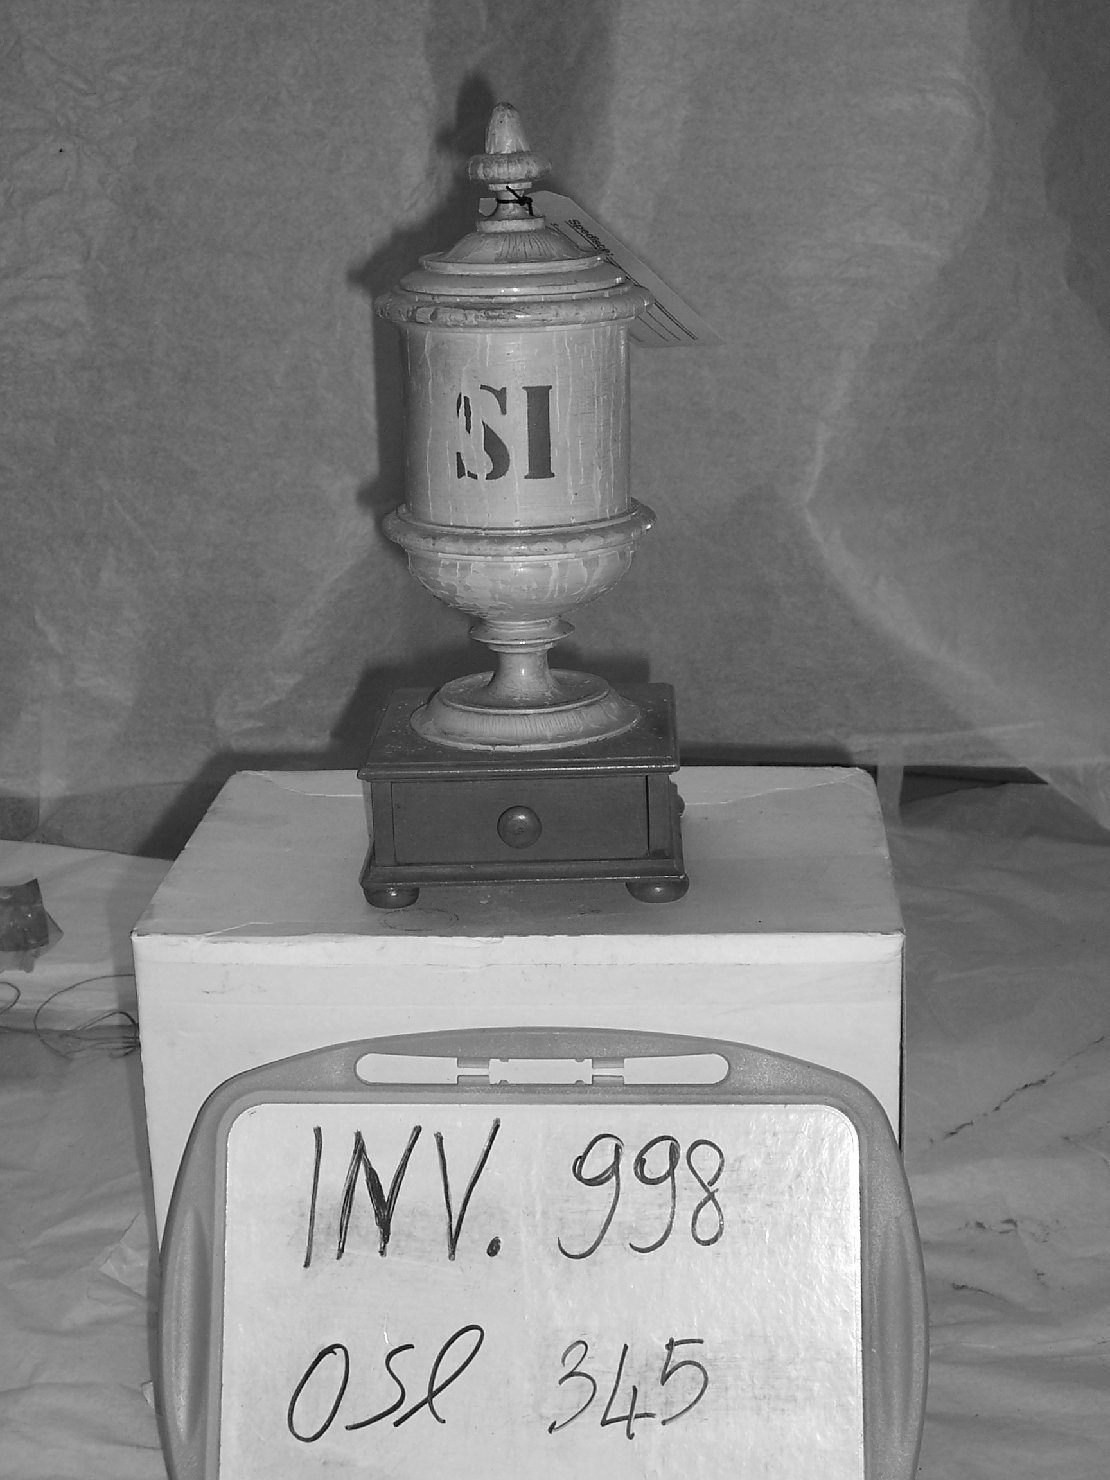 SI
INV. 998
OSl 345